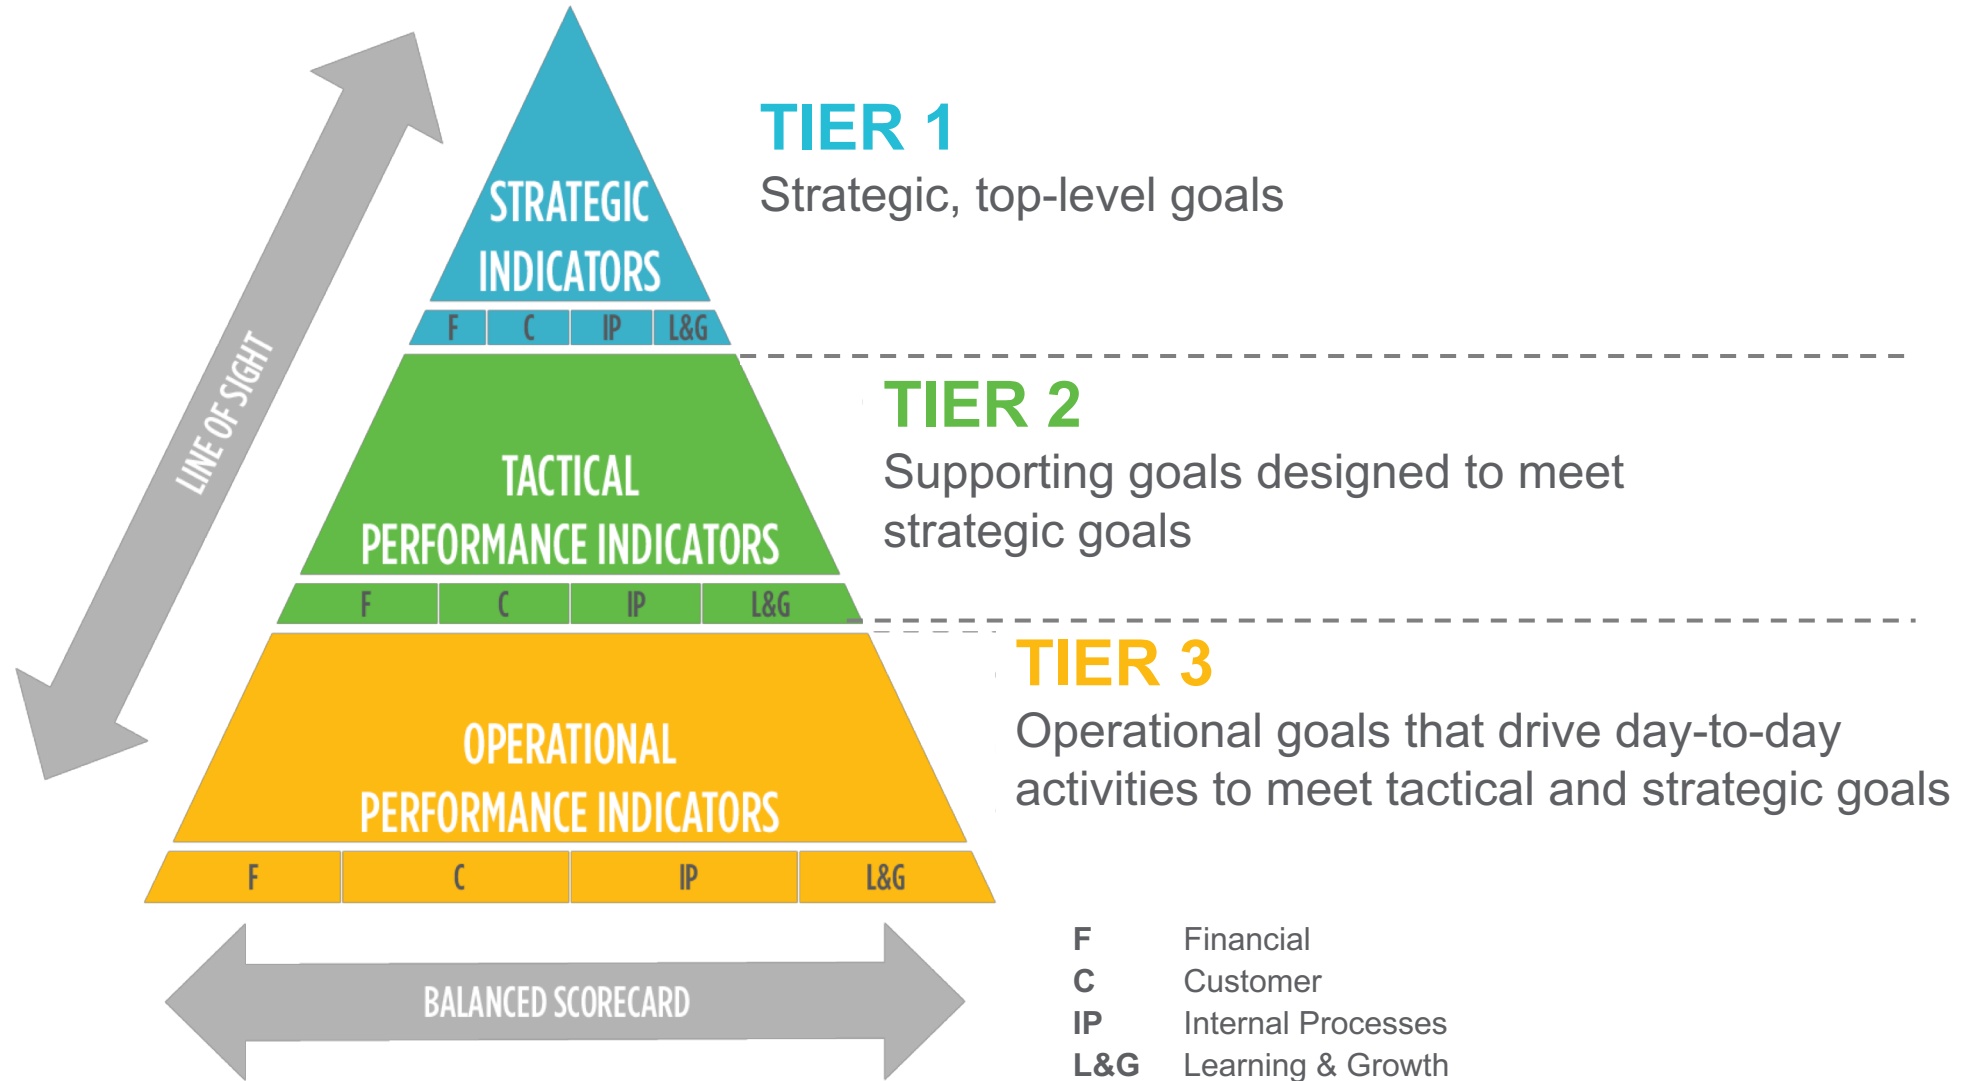 TIER 1
Strategic, top-level goals
STRATEGIC
INDICATORS
F C IP L&G
LINE OF SIGHT
TIER 2
Supporting goals designed to meet
strategic goals
TACTICAL
PERFORMANCE INDICATORS
F C IP L&G
TIER 3
Operational goals that drive day-to-day
activities to meet tactical and strategic goals
OPERATIONAL
PERFORMANCE INDICATORS
F C IP L&G
BALANCED SCORECARD
F Financial
C Customer
IP Internal Processes
L&G Learning & Growth